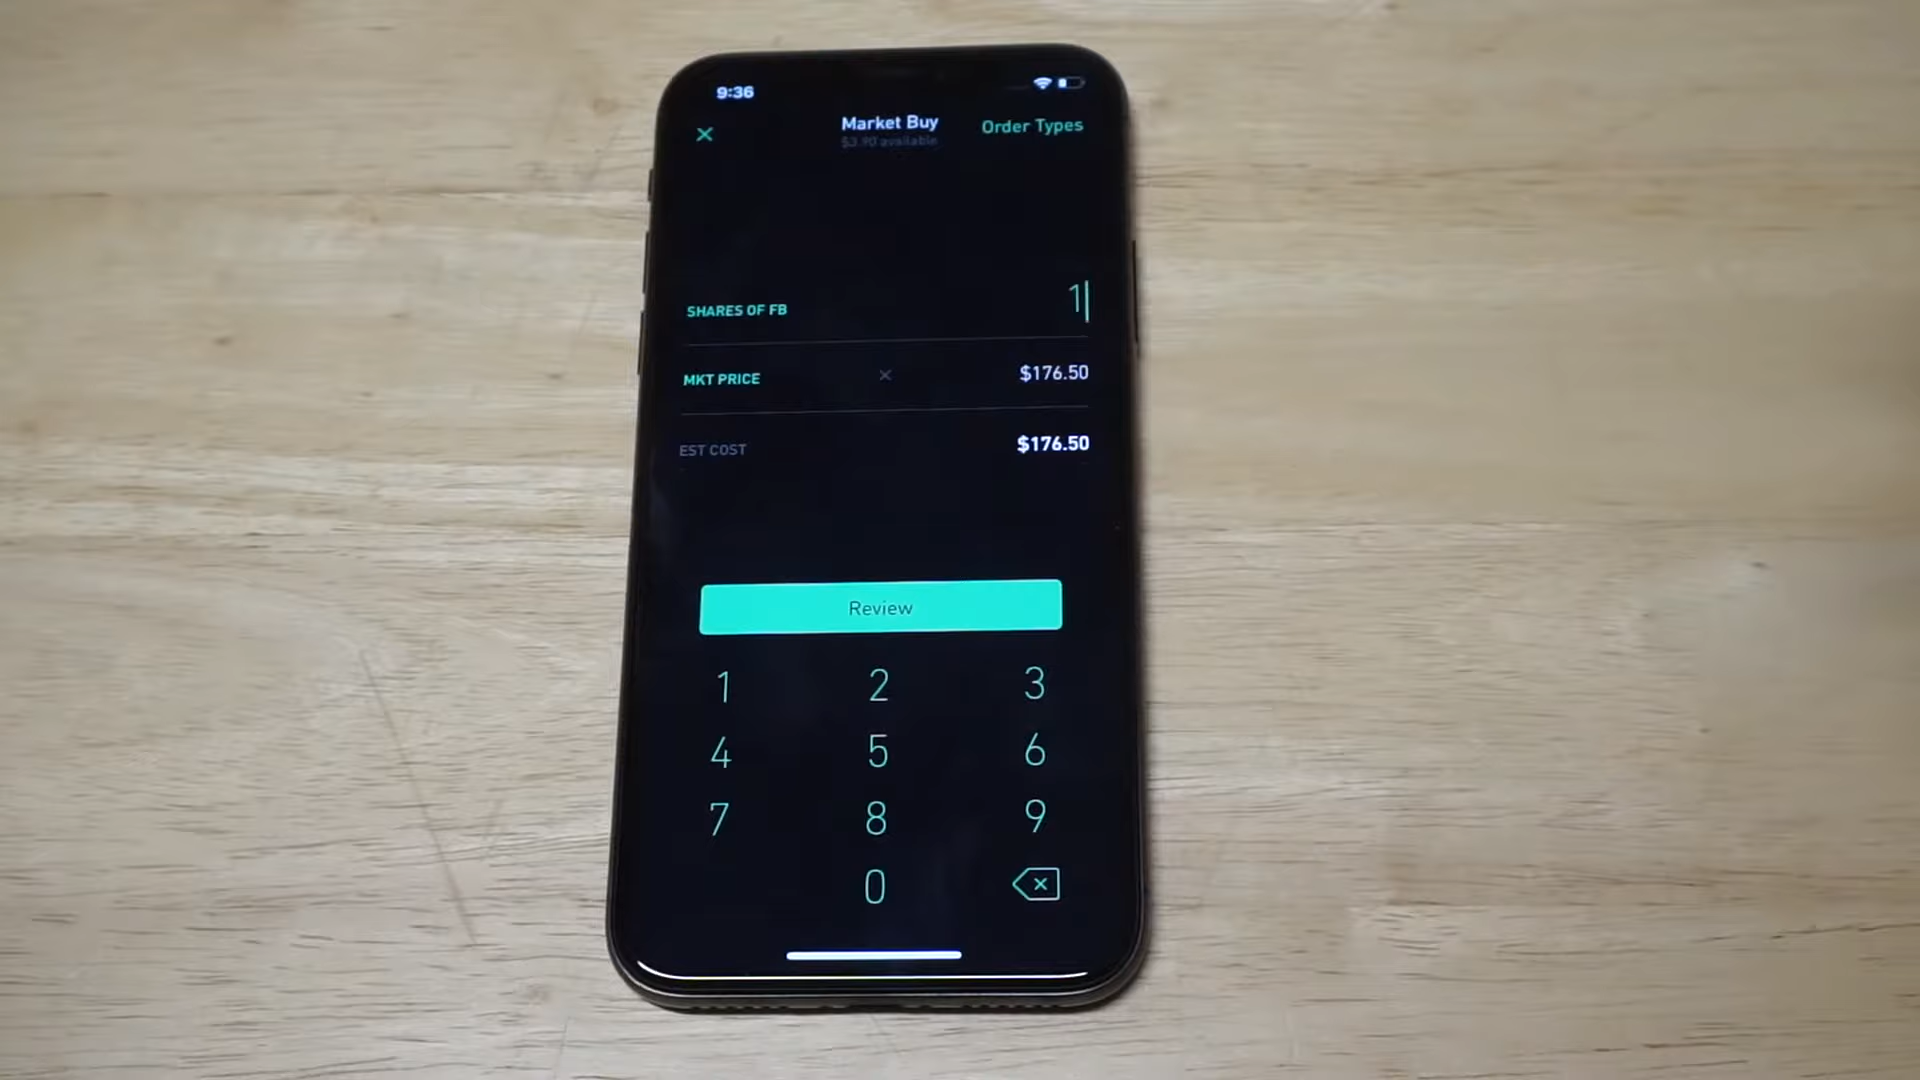 9:36
Market Buy
Order Types
$3.90 available
SHARES OF FB 1
MKT PRICE × $176.50
EST COST $176.50
Review
1 2 3
4 5 6
7 8 9
0